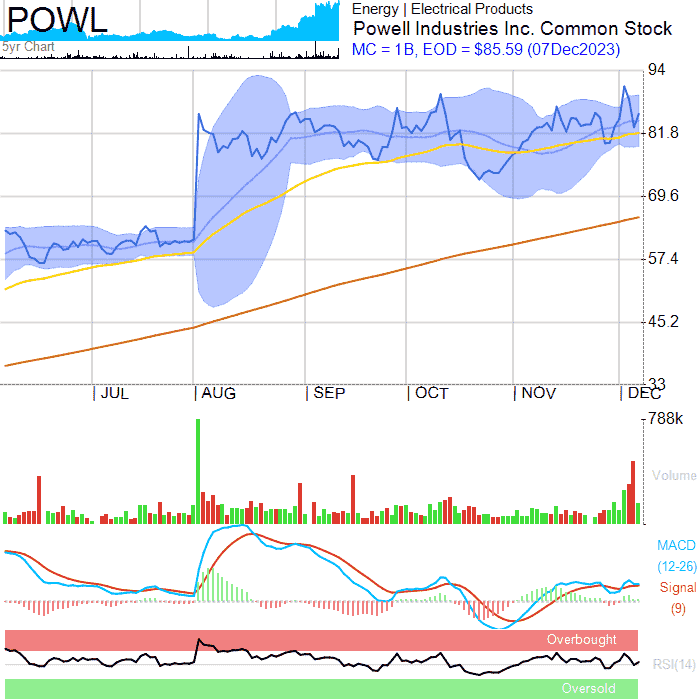 POWL
5yr Chart
Energy | Electrical Products
Powell Industries Inc. Common Stock
MC = 1B, EOD = $85.59 (07Dec2023)
94
81.8
69.6
57.4
45.2
33
JUL
AUG
SEP
OCT
NOV
DEC
788k
Volume
MACD
(12-26)
Signal
(9)
Overbought
RSI(14)
Oversold